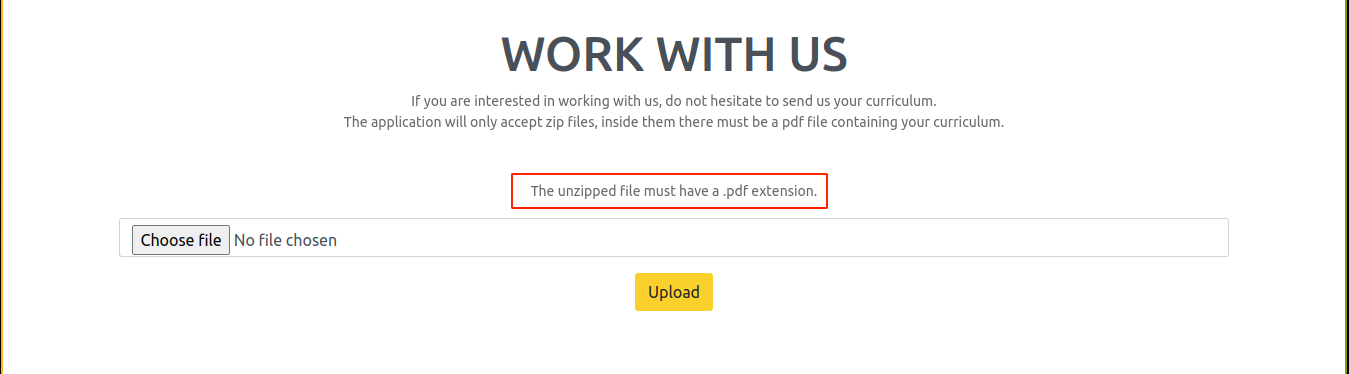 WORK WITH US
If you are interested in working with us, do not hesitate to send us your curriculum.
The application will only accept zip files, inside them there must be a pdf file containing your curriculum.
The unzipped file must have a .pdf extension.
Choose file No file chosen
Upload